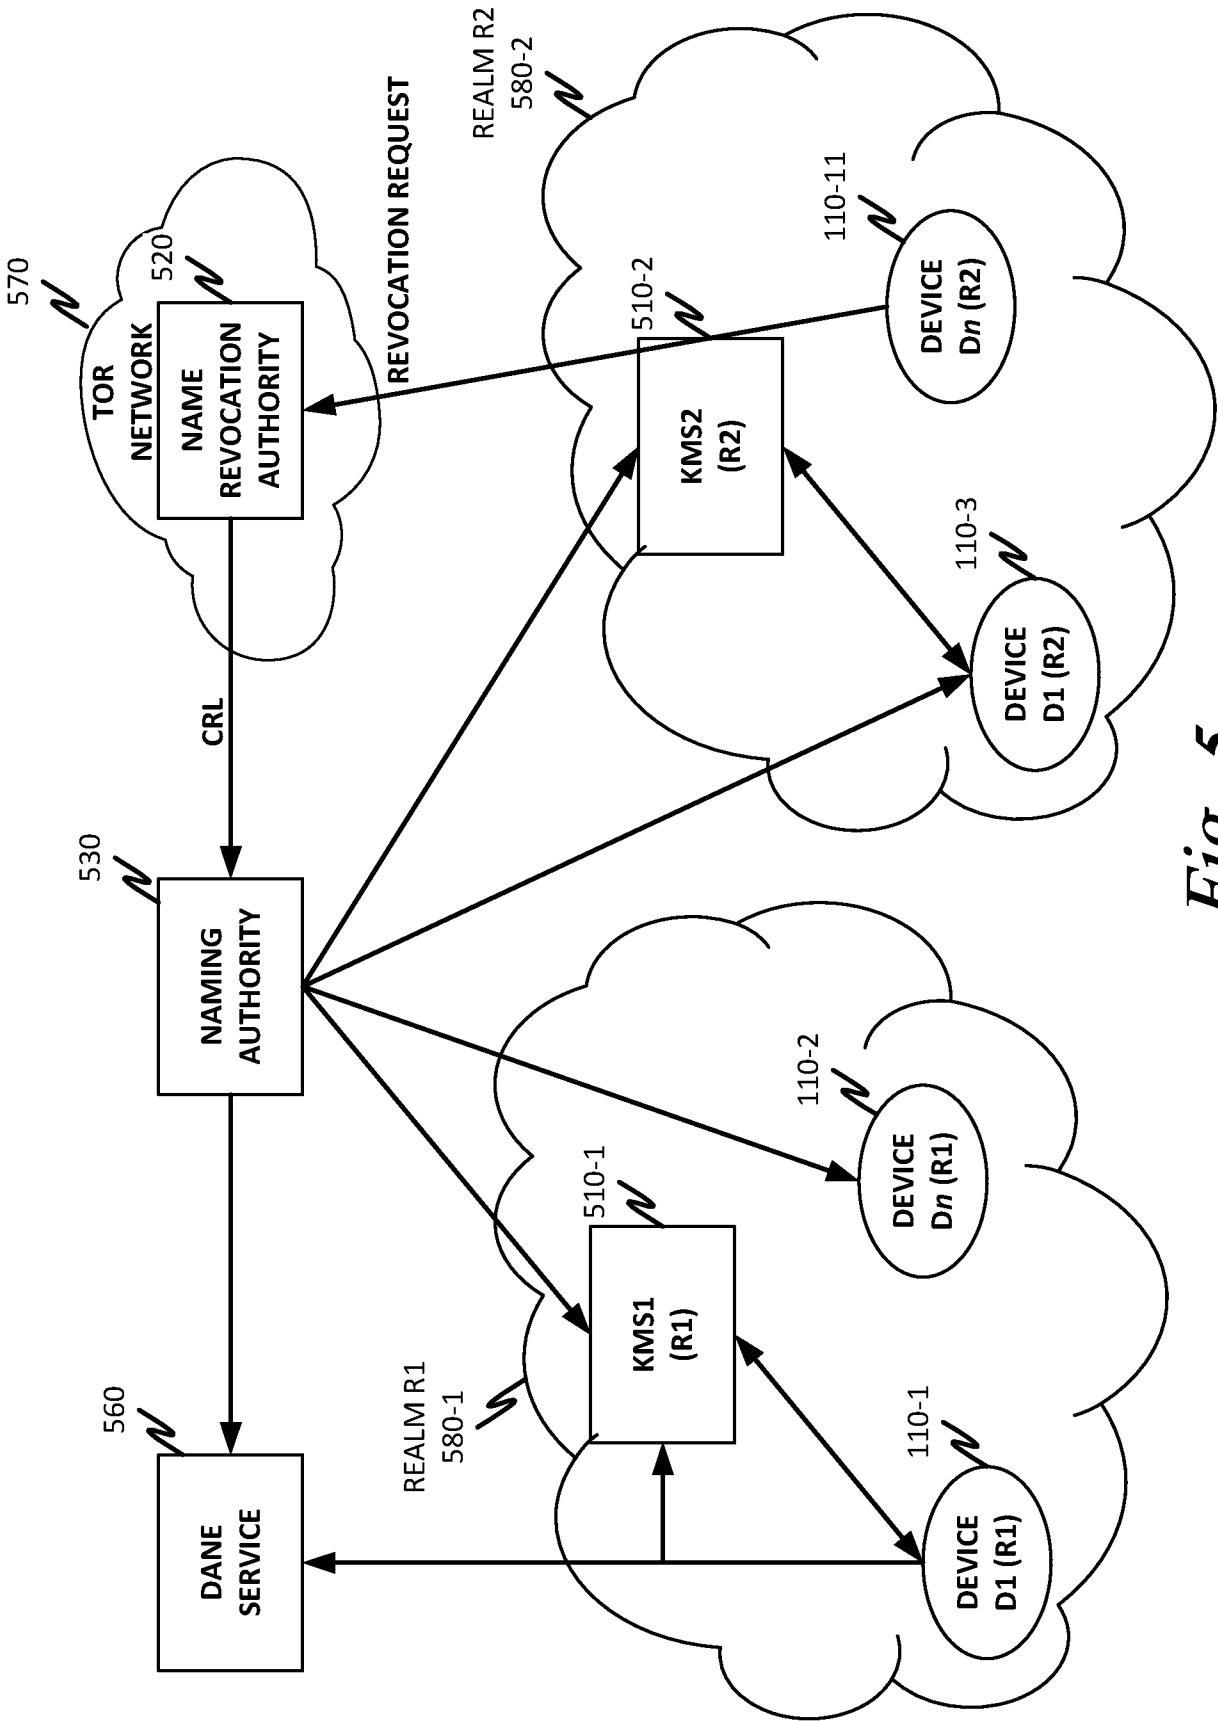 570
TOR
NETWORK
520
NAME
REVOCATION
AUTHORITY
REVOCATION REQUEST
CRL
530
NAMING
AUTHORITY
560
DANE
SERVICE
REALM R2
580-2
510-2
KMS2
(R2)
110-11
DEVICE
Dn (R2)
110-3
DEVICE
D1 (R2)
REALM R1
580-1
510-1
KMS1
(R1)
110-2
DEVICE
Dn (R1)
110-1
DEVICE
D1 (R1)
Fig. 5